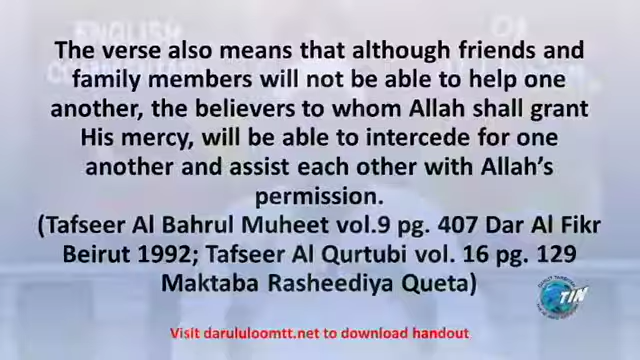 The verse also means that although friends and
family members will not be able to help one
another, the believers to whom Allah shall grant
His mercy, will be able to intercede for one
another and assist each other with Allah's
permission.
(Tafseer Al Bahrul Muheet vol.9 pg. 407 Dar Al Fikr
Beirut 1992; Tafseer Al Qurtubi vol. 16 pg. 129
Maktaba Rasheediya Queta)
TIN
Visit darululoomtt.net to download handout